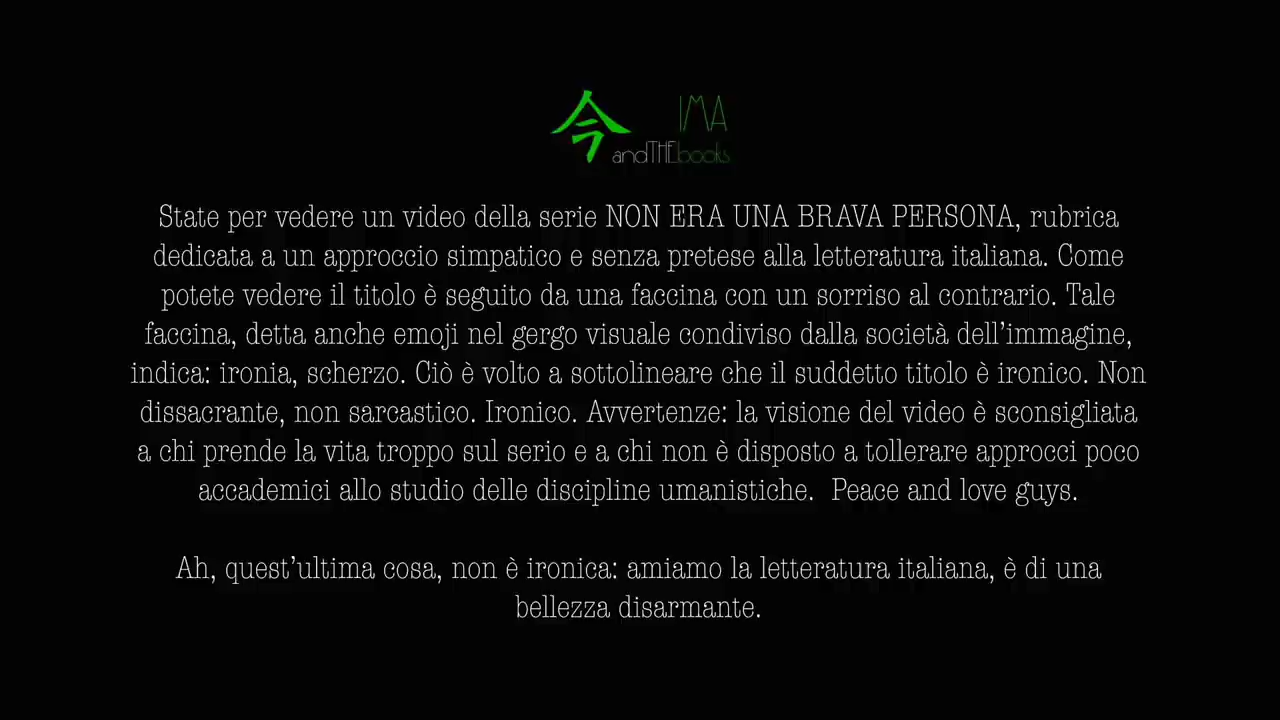 今 IMA
andTHEbooks
State per vedere un video della serie NON ERA UNA BRAVA PERSONA, rubrica
dedicata a un approccio simpatico e senza pretese alla letteratura italiana. Come
potete vedere il titolo è seguito da una faccina con un sorriso al contrario. Tale
faccina, detta anche emoji nel gergo visuale condiviso dalla società dell'immagine,
indica: ironia, scherzo. Ciò è volto a sottolineare che il suddetto titolo è ironico. Non
dissacrante, non sarcastico. Ironico. Avvertenze: la visione del video è sconsigliata
a chi prende la vita troppo sul serio e a chi non è disposto a tollerare approcci poco
accademici allo studio delle discipline umanistiche.  Peace and love guys.
Ah, quest'ultima cosa, non è ironica: amiamo la letteratura italiana, è di una
bellezza disarmante.